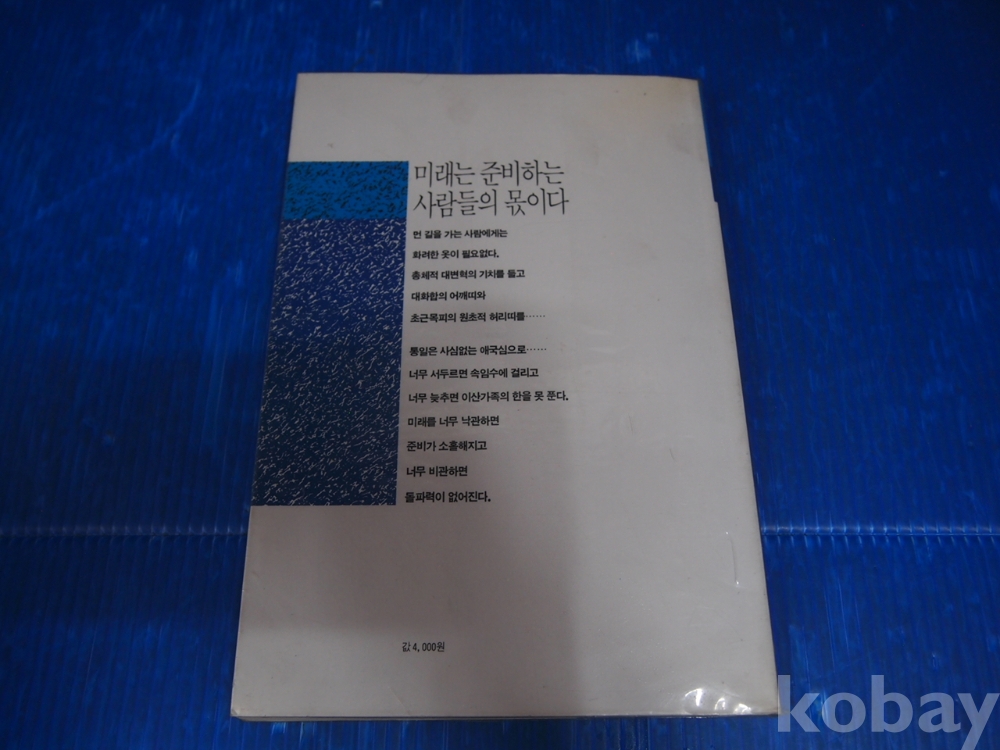 미래는 준비하는
사람들의 몫이다
먼 길을 가는 사람에게는
화려한 옷이 필요없다.
총체적 대변혁의 기치를 들고
대화합의 어깨띠와
초근목피의 원초적 허리띠를……
통일은 사심없는 애국심으로……
너무 서두르면 속임수에 걸리고
너무 늦추면 이산가족의 한을 못 푼다.
미래를 너무 낙관하면
준비가 소홀해지고
너무 비관하면
돌파력이 없어진다.
값 4,000원
kobay